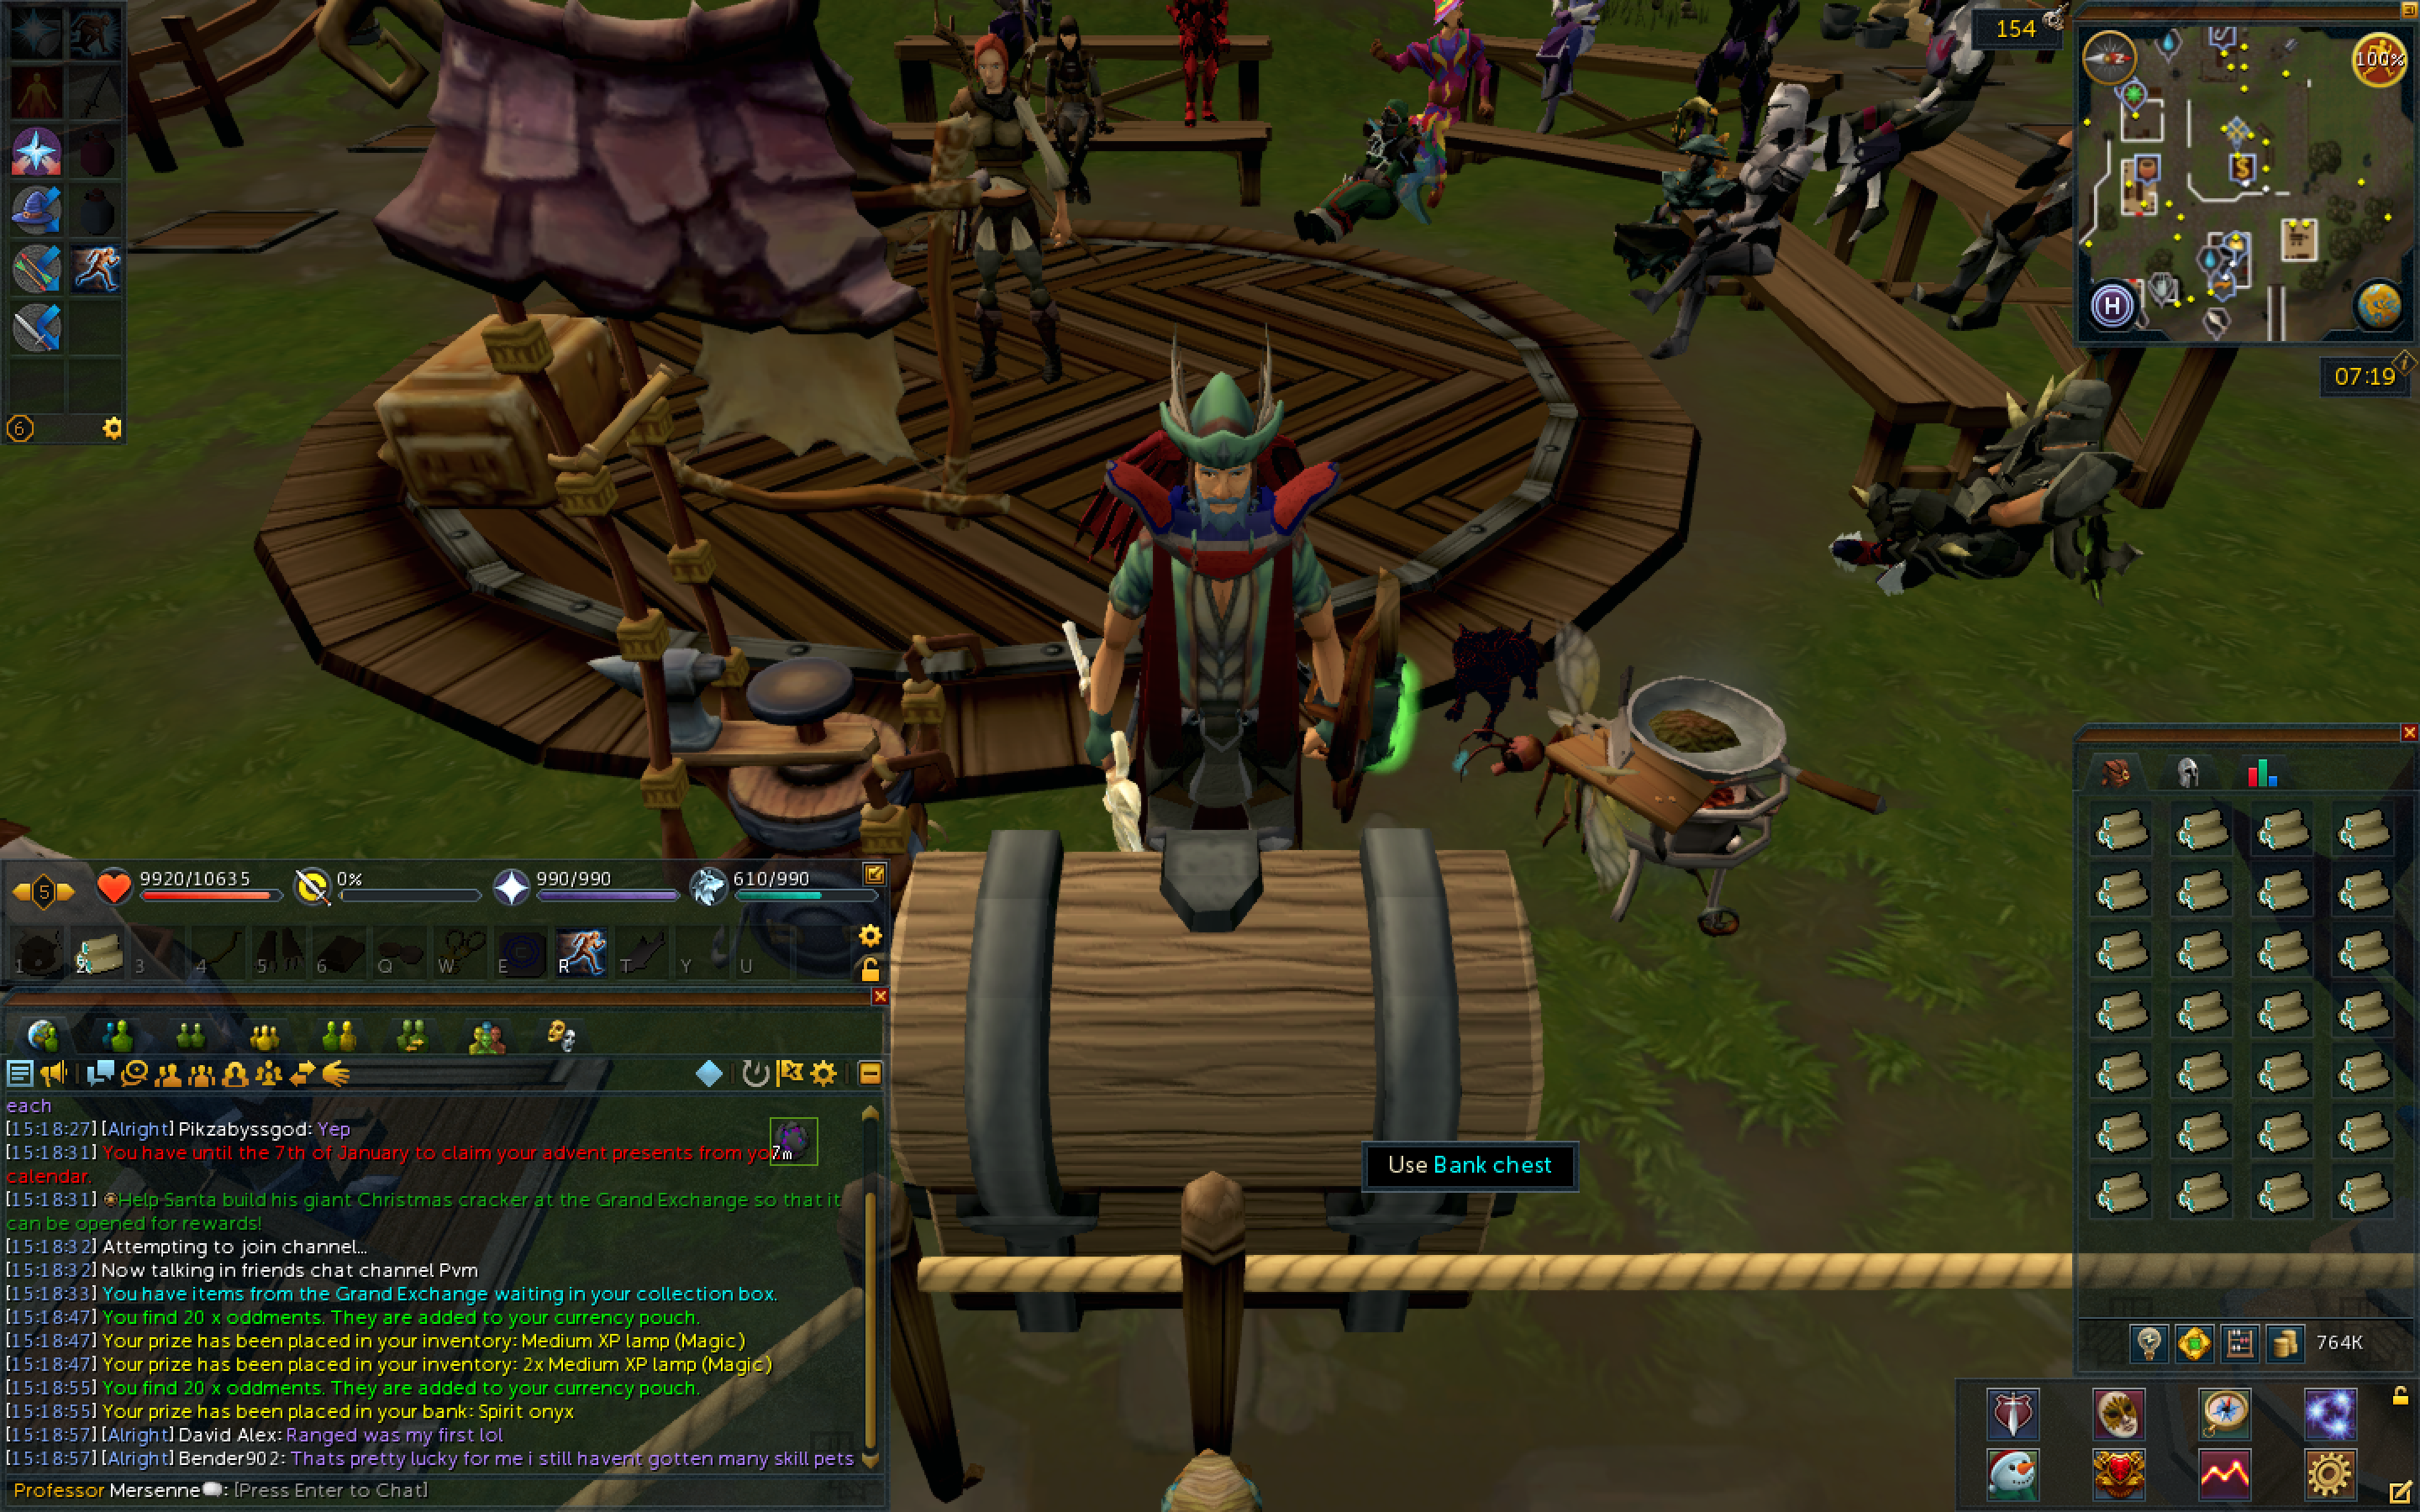 154
100%
Z
H
07:19
6
5
9920/10635
0%
990/990
610/990
1
2
3
4
5
6
Q
W
E
R
T
Y
U
each
[15:18:27] [Alright] Pikzabyssgod: Yep
7m
[15:18:31] You have until the 7th of January to claim your advent presents from
calendar.
[15:18:31] Help Santa build his giant Christmas cracker at the Grand Exchange so that it
can be opened for rewards!
[15:18:32] Attempting to join channel...
[15:18:32] Now talking in friends chat channel Pvm
[15:18:33] You have items from the Grand Exchange waiting in your collection box.
[15:18:47] You find 20 x oddments. They are added to your currency pouch.
[15:18:47] Your prize has been placed in your inventory: Medium XP lamp (Magic)
[15:18:47] Your prize has been placed in your inventory: 2x Medium XP lamp (Magic)
[15:18:55] You find 20 x oddments. They are added to your currency pouch.
[15:18:55] Your prize has been placed in your bank: Spirit onyx
[15:18:57] [Alright] David Alex: Ranged was my first lol
[15:18:57] [Alright] Bender902: Thats pretty lucky for me i still havent gotten many skill pets
Professor Mersenne: [Press Enter to Chat]
Use Bank chest
764K